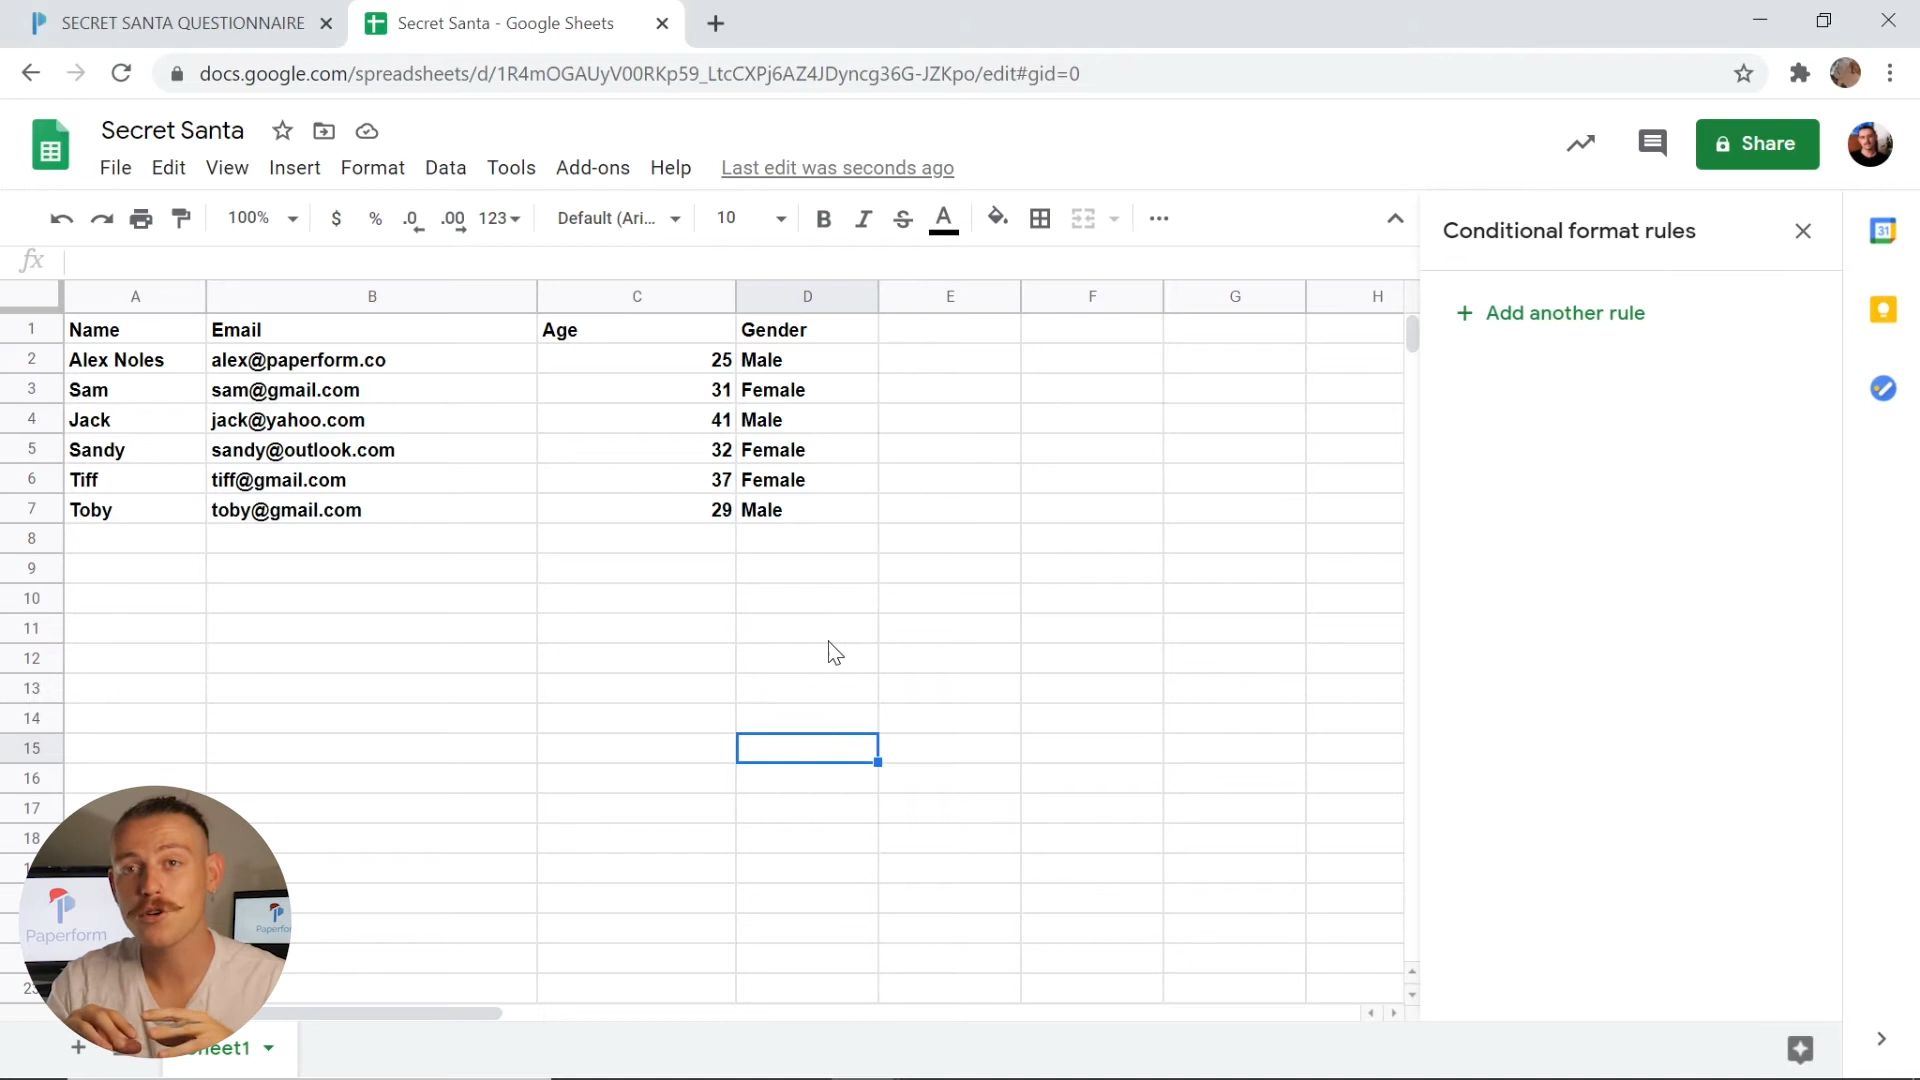 SECRET SANTA QUESTIONNAIRE
Secret Santa - Google Sheets
docs.google.com/spreadsheets/d/1R4mOGAUyV00RKp59_LtcCXPj6AZ4JDyncg36G-JZKpo/edit#gid=0
Secret Santa
File Edit View Insert Format Data Tools Add-ons Help Last edit was seconds ago
Share
100% $ % .0 .00 123 Default (Ari... 10 B I S A
Conditional format rules
31
fx
Add another rule
A B C D E F G H
1 Name Email Age Gender
2 Alex Noles alex@paperform.co 25 Male
3 Sam sam@gmail.com 31 Female
4 Jack jack@yahoo.com 41 Male
5 Sandy sandy@outlook.com 32 Female
6 Tiff tiff@gmail.com 37 Female
7 Toby toby@gmail.com 29 Male
8
9
10
11
12
13
14
15
16
17
18
Paperform
Paperfo